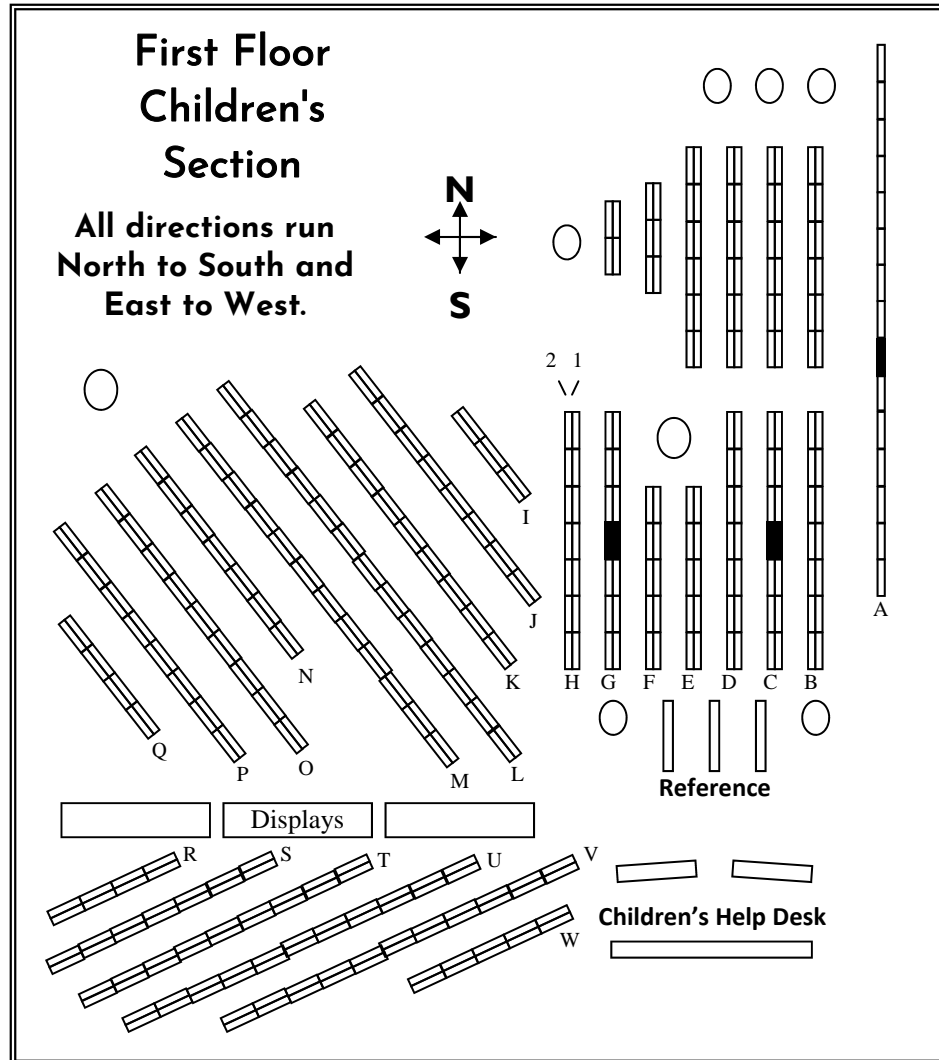 First Floor
Children's
Section
All directions run
North to South and
East to West.
N
S
2 1
I
J
K
L
M
N
O
P
Q
H G F E D C B
A
Reference
Displays
R
S
T
U
V
W
Children's Help Desk